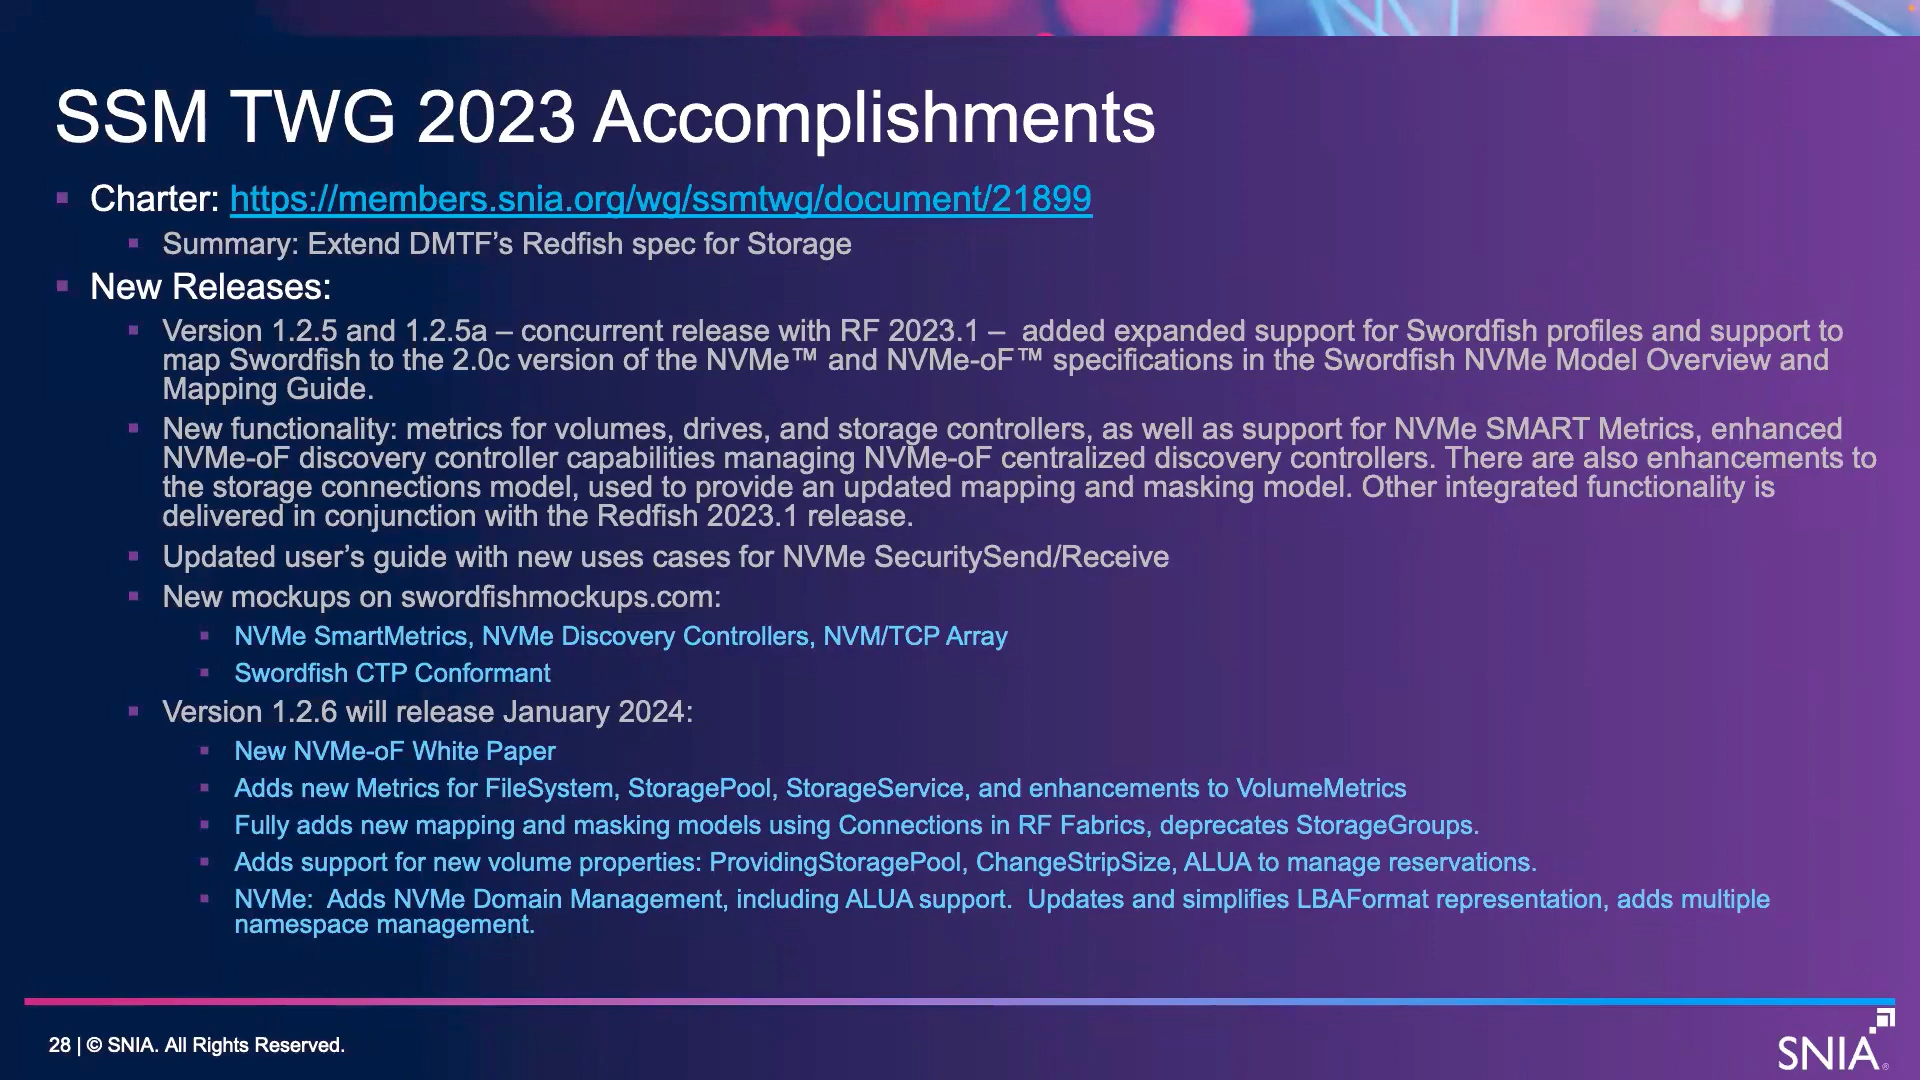 SSM TWG 2023 Accomplishments
Charter: https://members.snia.org/wg/ssmtwg/document/21899
Summary: Extend DMTF’s Redfish spec for Storage
New Releases:
Version 1.2.5 and 1.2.5a – concurrent release with RF 2023.1 – added expanded support for Swordfish profiles and support to
map Swordfish to the 2.0c version of the NVMe™ and NVMe-oF™ specifications in the Swordfish NVMe Model Overview and
Mapping Guide.
New functionality: metrics for volumes, drives, and storage controllers, as well as support for NVMe SMART Metrics, enhanced
NVMe-oF discovery controller capabilities managing NVMe-oF centralized discovery controllers. There are also enhancements to
the storage connections model, used to provide an updated mapping and masking model. Other integrated functionality is
delivered in conjunction with the Redfish 2023.1 release.
Updated user’s guide with new uses cases for NVMe SecuritySend/Receive
New mockups on swordfishmockups.com:
NVMe SmartMetrics, NVMe Discovery Controllers, NVM/TCP Array
Swordfish CTP Conformant
Version 1.2.6 will release January 2024:
New NVMe-oF White Paper
Adds new Metrics for FileSystem, StoragePool, StorageService, and enhancements to VolumeMetrics
Fully adds new mapping and masking models using Connections in RF Fabrics, deprecates StorageGroups.
Adds support for new volume properties: ProvidingStoragePool, ChangeStripSize, ALUA to manage reservations.
NVMe: Adds NVMe Domain Management, including ALUA support. Updates and simplifies LBAFormat representation, adds multiple
namespace management.
28 | © SNIA. All Rights Reserved.
SNIA®